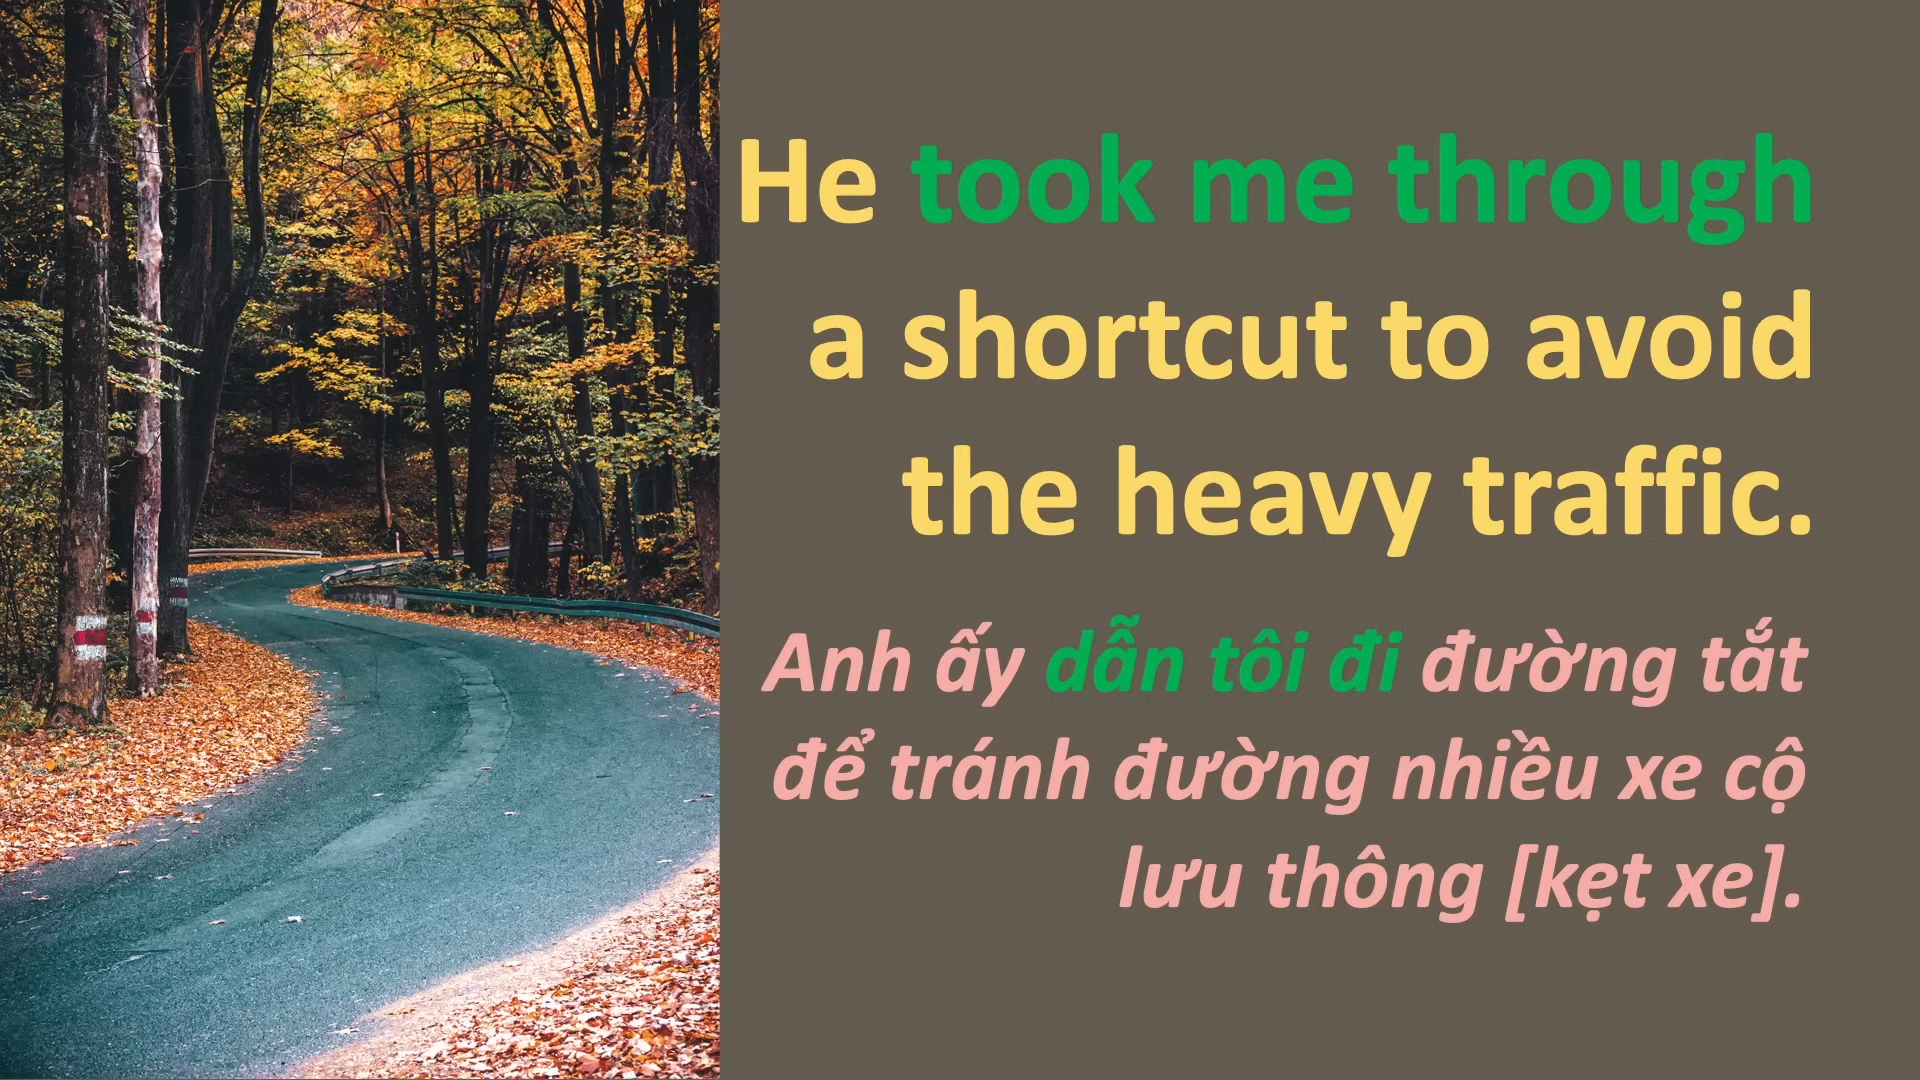 He took me through
a shortcut to avoid
the heavy traffic.
Anh ấy dẫn tôi đi đường tắt
để tránh đường nhiều xe cộ
lưu thông [kẹt xe].